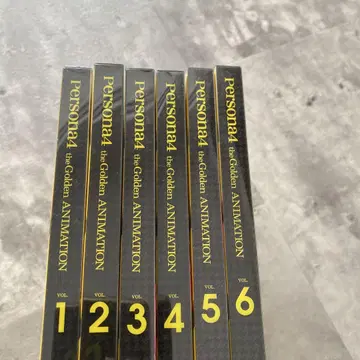 Persona4 the Golden ANIMATION VOL. 1
Persona4 the Golden ANIMATION VOL. 2
Persona4 the Golden ANIMATION VOL. 3
Persona4 the Golden ANIMATION VOL. 4
Persona4 the Golden ANIMATION VOL. 5
Persona4 the Golden ANIMATION VOL. 6